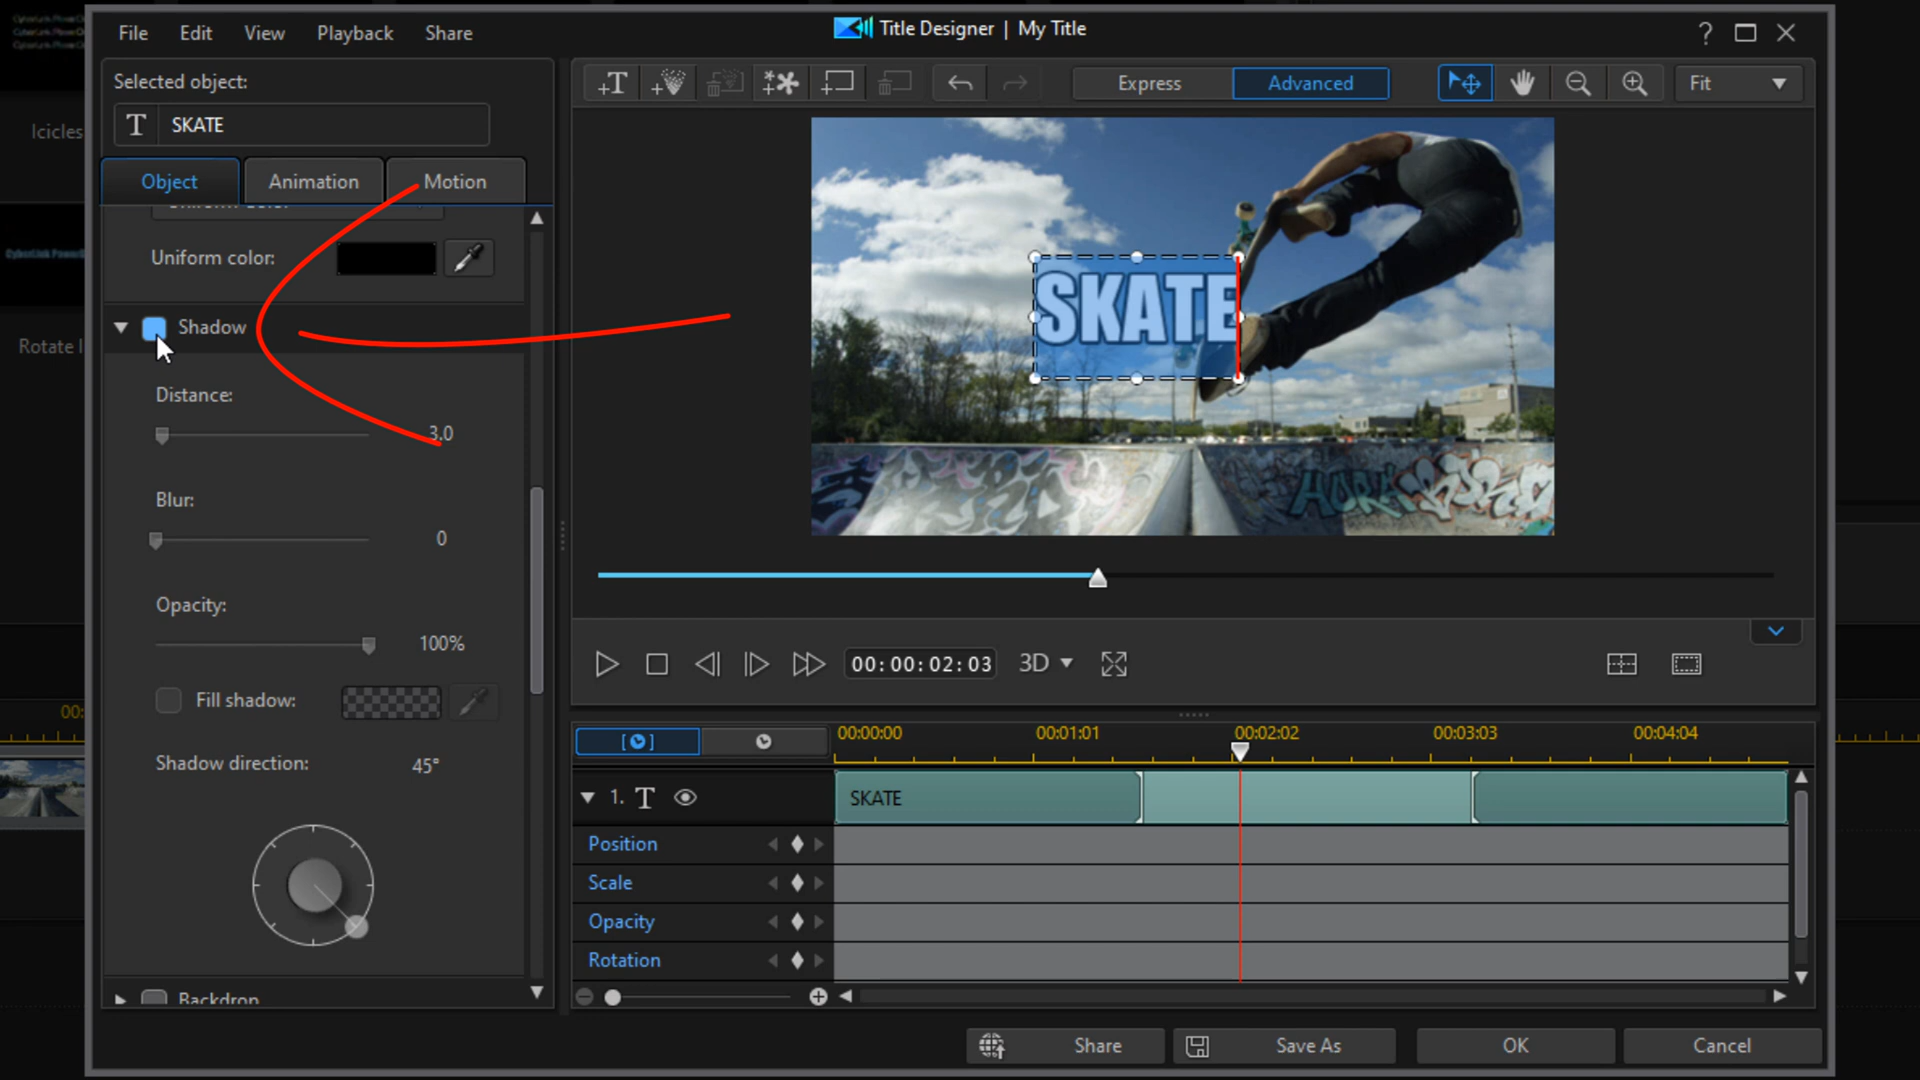 File Edit View Playback Share
Title Designer | My Title
?
Selected object:
T SKATE
Express Advanced
Fit
Icicles
Object Animation Motion
Uniform color:
SKATE
Shadow
Rotate
Distance:
3.0
Blur:
0
Opacity:
100%
00:00:02:03 3D
Fill shadow:
00:
00:00:00 00:01:01 00:02:02 00:03:03 00:04:04
Shadow direction: 45°
1. T SKATE
Position
Scale
Opacity
Rotation
Backdrop
Share Save As OK Cancel